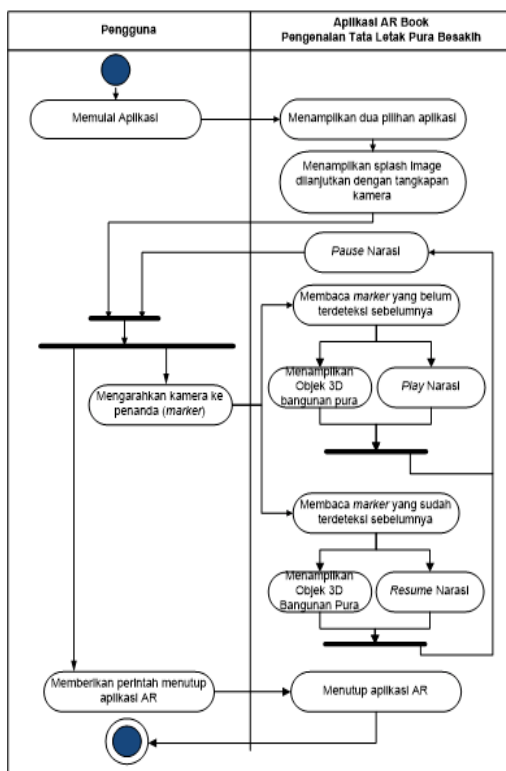 Pengguna
Aplikasi AR Book
Pengenalan Tata Letak Pura Besakih
Memulai Aplikasi
Menampilkan dua pilihan aplikasi
Menampilkan splash image
dilanjutkan dengan tangkapan
kamera
Pause Narasi
Membaca marker yang belum
terdeteksi sebelumnya
Mengarahkan kamera ke
penanda (marker)
Menampilkan
Objek 3D
bangunan pura
Play Narasi
Membaca marker yang sudah
terdeteksi sebelumnya
Menampilkan
Objek 3D
Bangunan Pura
Resume Narasi
Memberikan perintah menutup
aplikasi AR
Menutup aplikasi AR